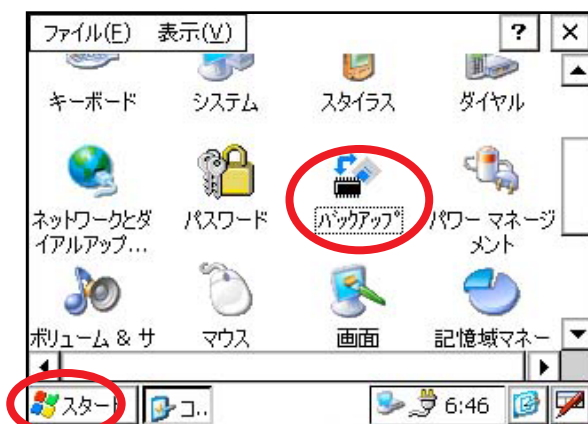 ファイル(F) 表示(V) ? ×
キーボード システム スタイラス ダイヤル
ネットワークとダ パスワード バックアップ パワー マネージ
イアルアップ... メント
ボリューム & サ マウス 画面 記憶域マネー
スタート コ.. 6:46